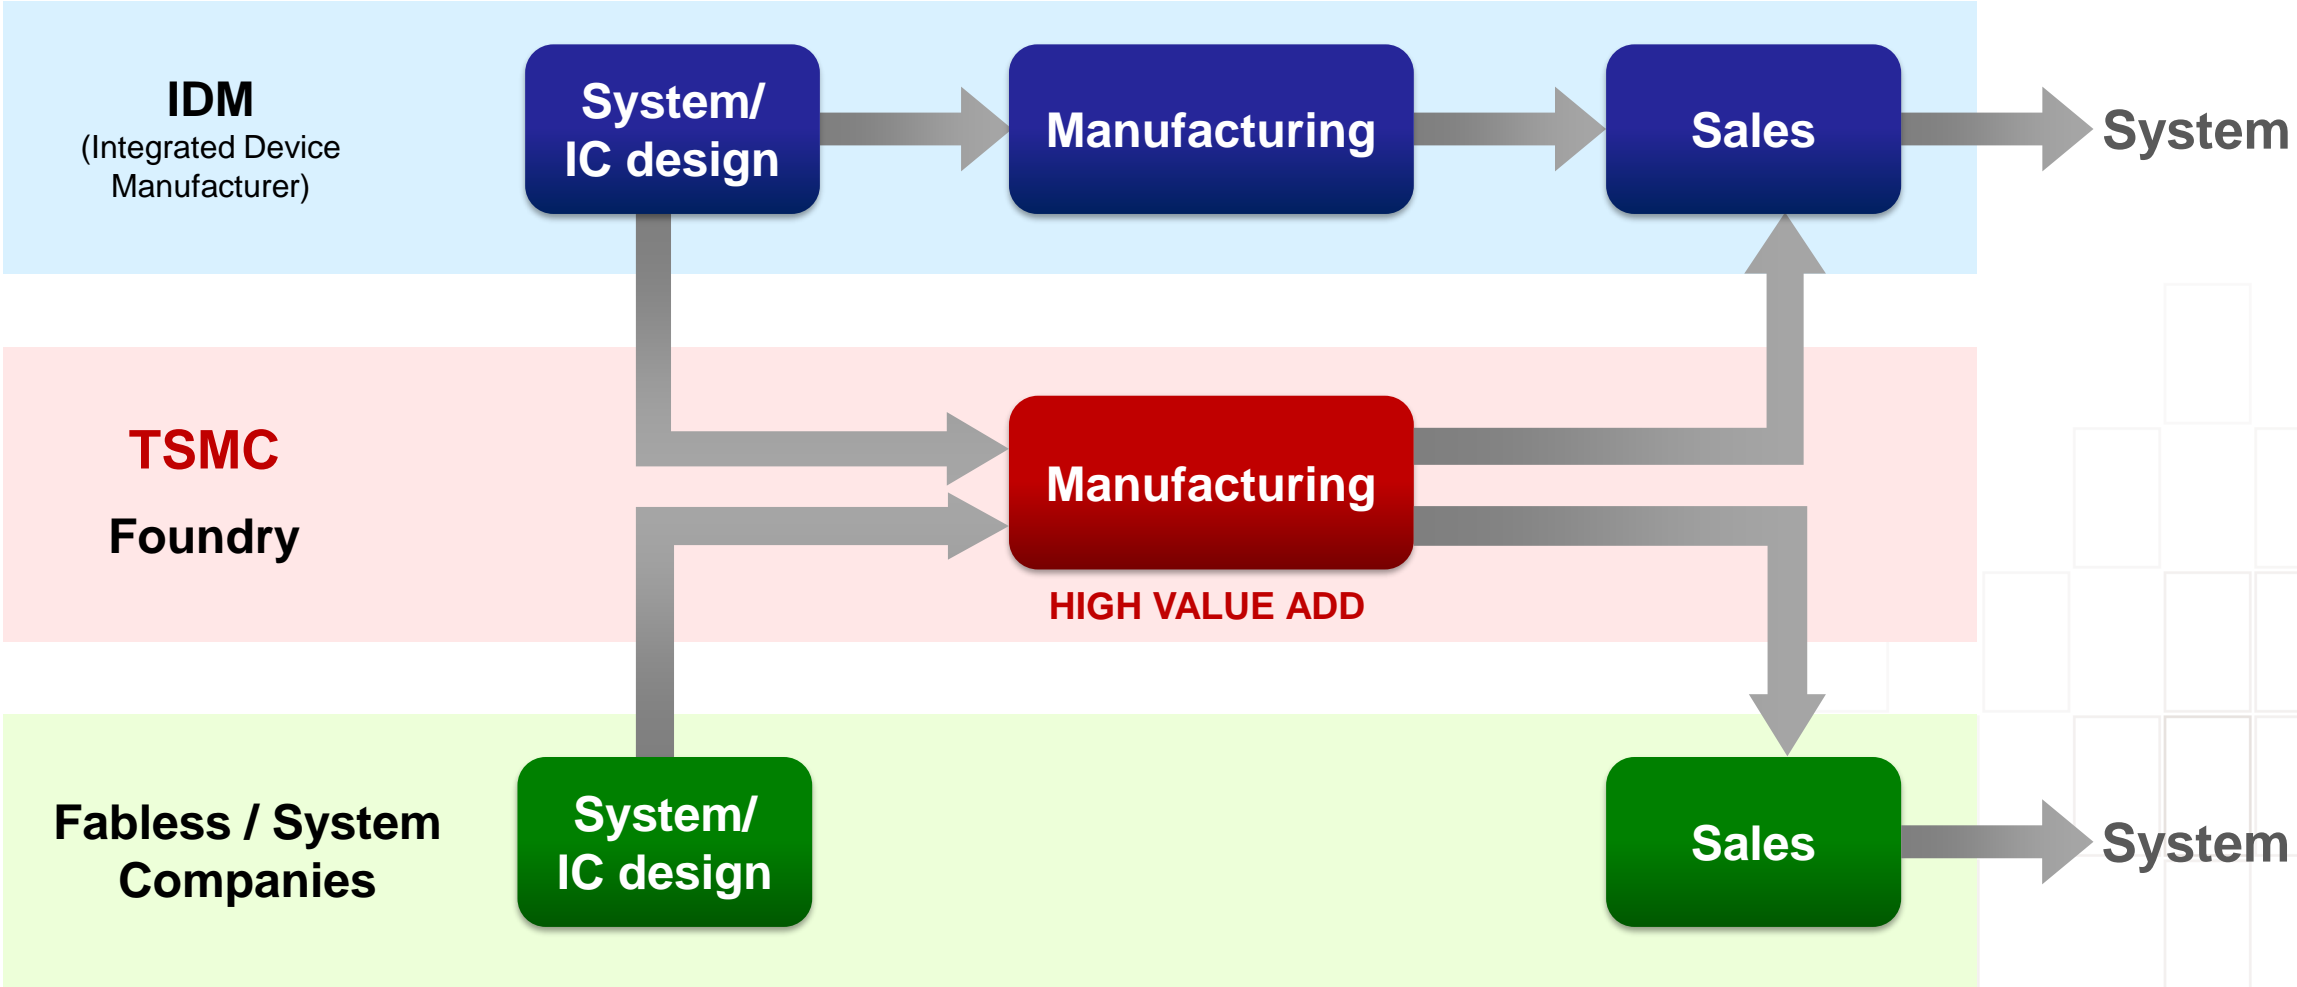 IDM
(Integrated Device
Manufacturer)
System/
IC design
Manufacturing
Sales
System
TSMC
Foundry
Manufacturing
HIGH VALUE ADD
Fabless / System
Companies
System/
IC design
Sales
System